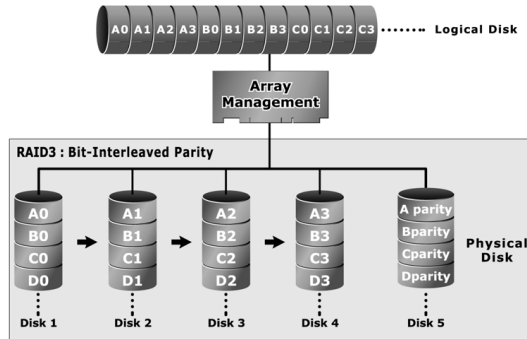 A0 A1 A2 A3 B0 B1 B2 B3 C0 C1 C2 C3 Logical Disk
Array
Management
RAID3 : Bit-Interleaved Parity
A0 A1 A2 A3 A parity
B0 B1 B2 B3 Bparity
C0 C1 C2 C3 Cparity
D0 D1 D2 D3 Dparity
Physical
Disk
Disk 1 Disk 2 Disk 3 Disk 4 Disk 5